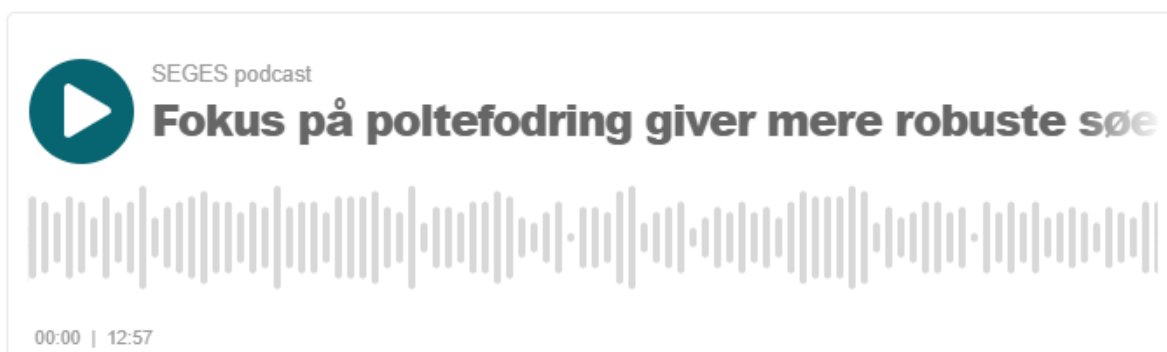 SEGES podcast
Fokus på poltefodring giver mere robuste søe
00:00 | 12:57